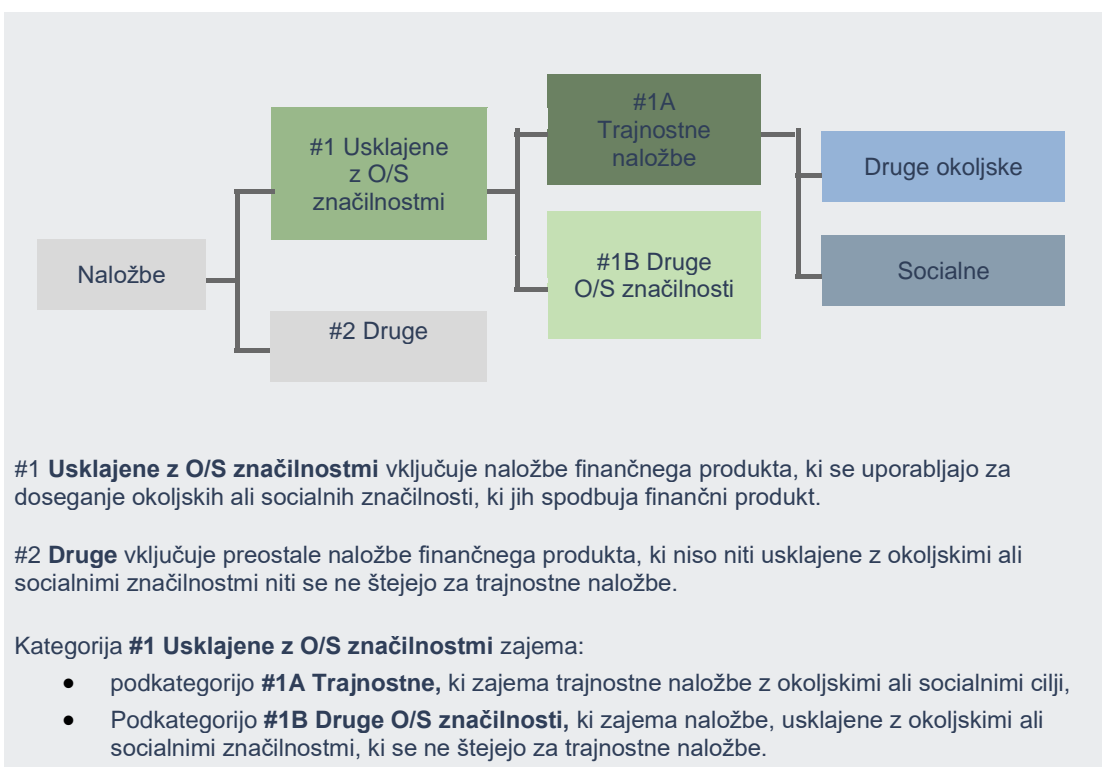 #1A
Trajnostne
naložbe
#1 Usklajene
z O/S
značilnostmi
Druge okoljske
Naložbe
#1B Druge
O/S značilnosti
Socialne
#2 Druge
#1 Usklajene z O/S značilnostmi vključuje naložbe finančnega produkta, ki se uporabljajo za
doseganje okoljskih ali socialnih značilnosti, ki jih spodbuja finančni produkt.
#2 Druge vključuje preostale naložbe finančnega produkta, ki niso niti usklajene z okoljskimi ali
socialnimi značilnostmi niti se ne štejejo za trajnostne naložbe.
Kategorija #1 Usklajene z O/S značilnostmi zajema:
• podkategorijo #1A Trajnostne, ki zajema trajnostne naložbe z okoljskimi ali socialnimi cilji,
• Podkategorijo #1B Druge O/S značilnosti, ki zajema naložbe, usklajene z okoljskimi ali
socialnimi značilnostmi, ki se ne štejejo za trajnostne naložbe.